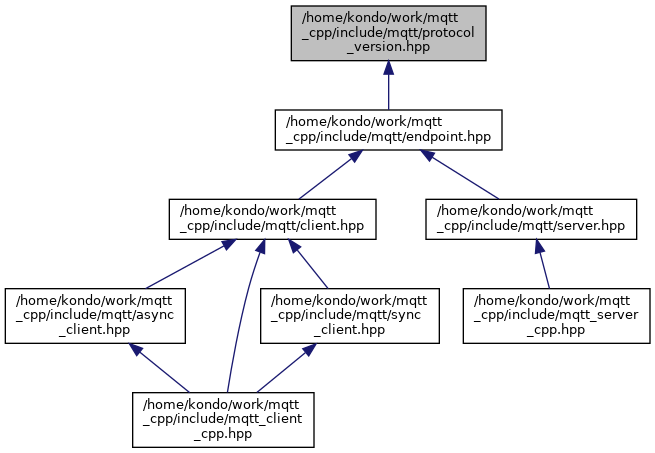 /home/kondo/work/mqtt
_cpp/include/mqtt/protocol
_version.hpp
/home/kondo/work/mqtt
_cpp/include/mqtt/endpoint.hpp
/home/kondo/work/mqtt
_cpp/include/mqtt/client.hpp
/home/kondo/work/mqtt
_cpp/include/mqtt/server.hpp
/home/kondo/work/mqtt
_cpp/include/mqtt/async
_client.hpp
/home/kondo/work/mqtt
_cpp/include/mqtt/sync
_client.hpp
/home/kondo/work/mqtt
_cpp/include/mqtt_server
_cpp.hpp
/home/kondo/work/mqtt
_cpp/include/mqtt_client
_cpp.hpp